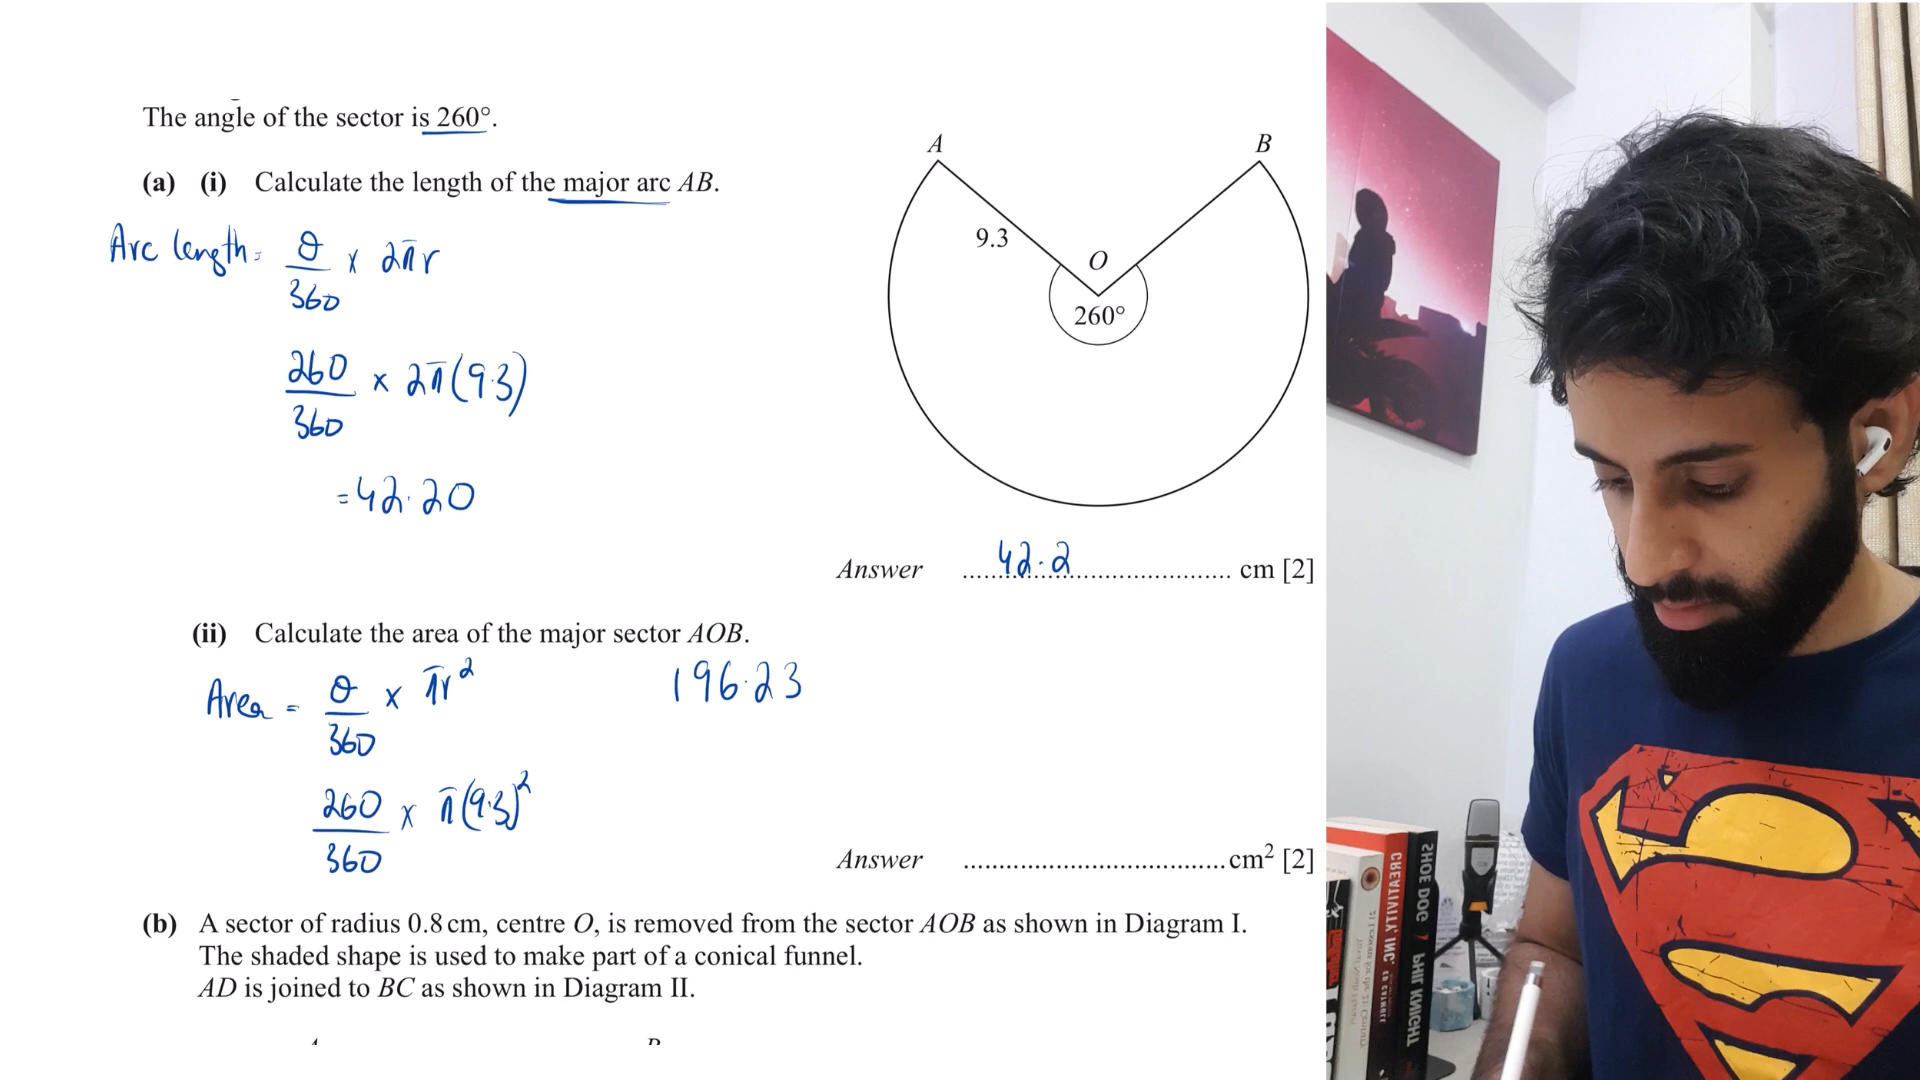 The angle of the sector is 260°.
(a) (i) Calculate the length of the major arc AB.
Arc length = θ/360 × 2πr
260/360 × 2π(9.3)
= 42.20
A
B
9.3
O
260°
Answer ....42.2.................... cm [2]
(ii) Calculate the area of the major sector AOB.
Area = θ/360 × πr²
196.23
260/360 × π(9.3)²
Answer .....................................cm² [2]
(b) A sector of radius 0.8 cm, centre O, is removed from the sector AOB as shown in Diagram I.
The shaded shape is used to make part of a conical funnel.
AD is joined to BC as shown in Diagram II.
CREATIVITY, INC.
ED CATMULL
SHOE DOG
PHIL KNIGHT